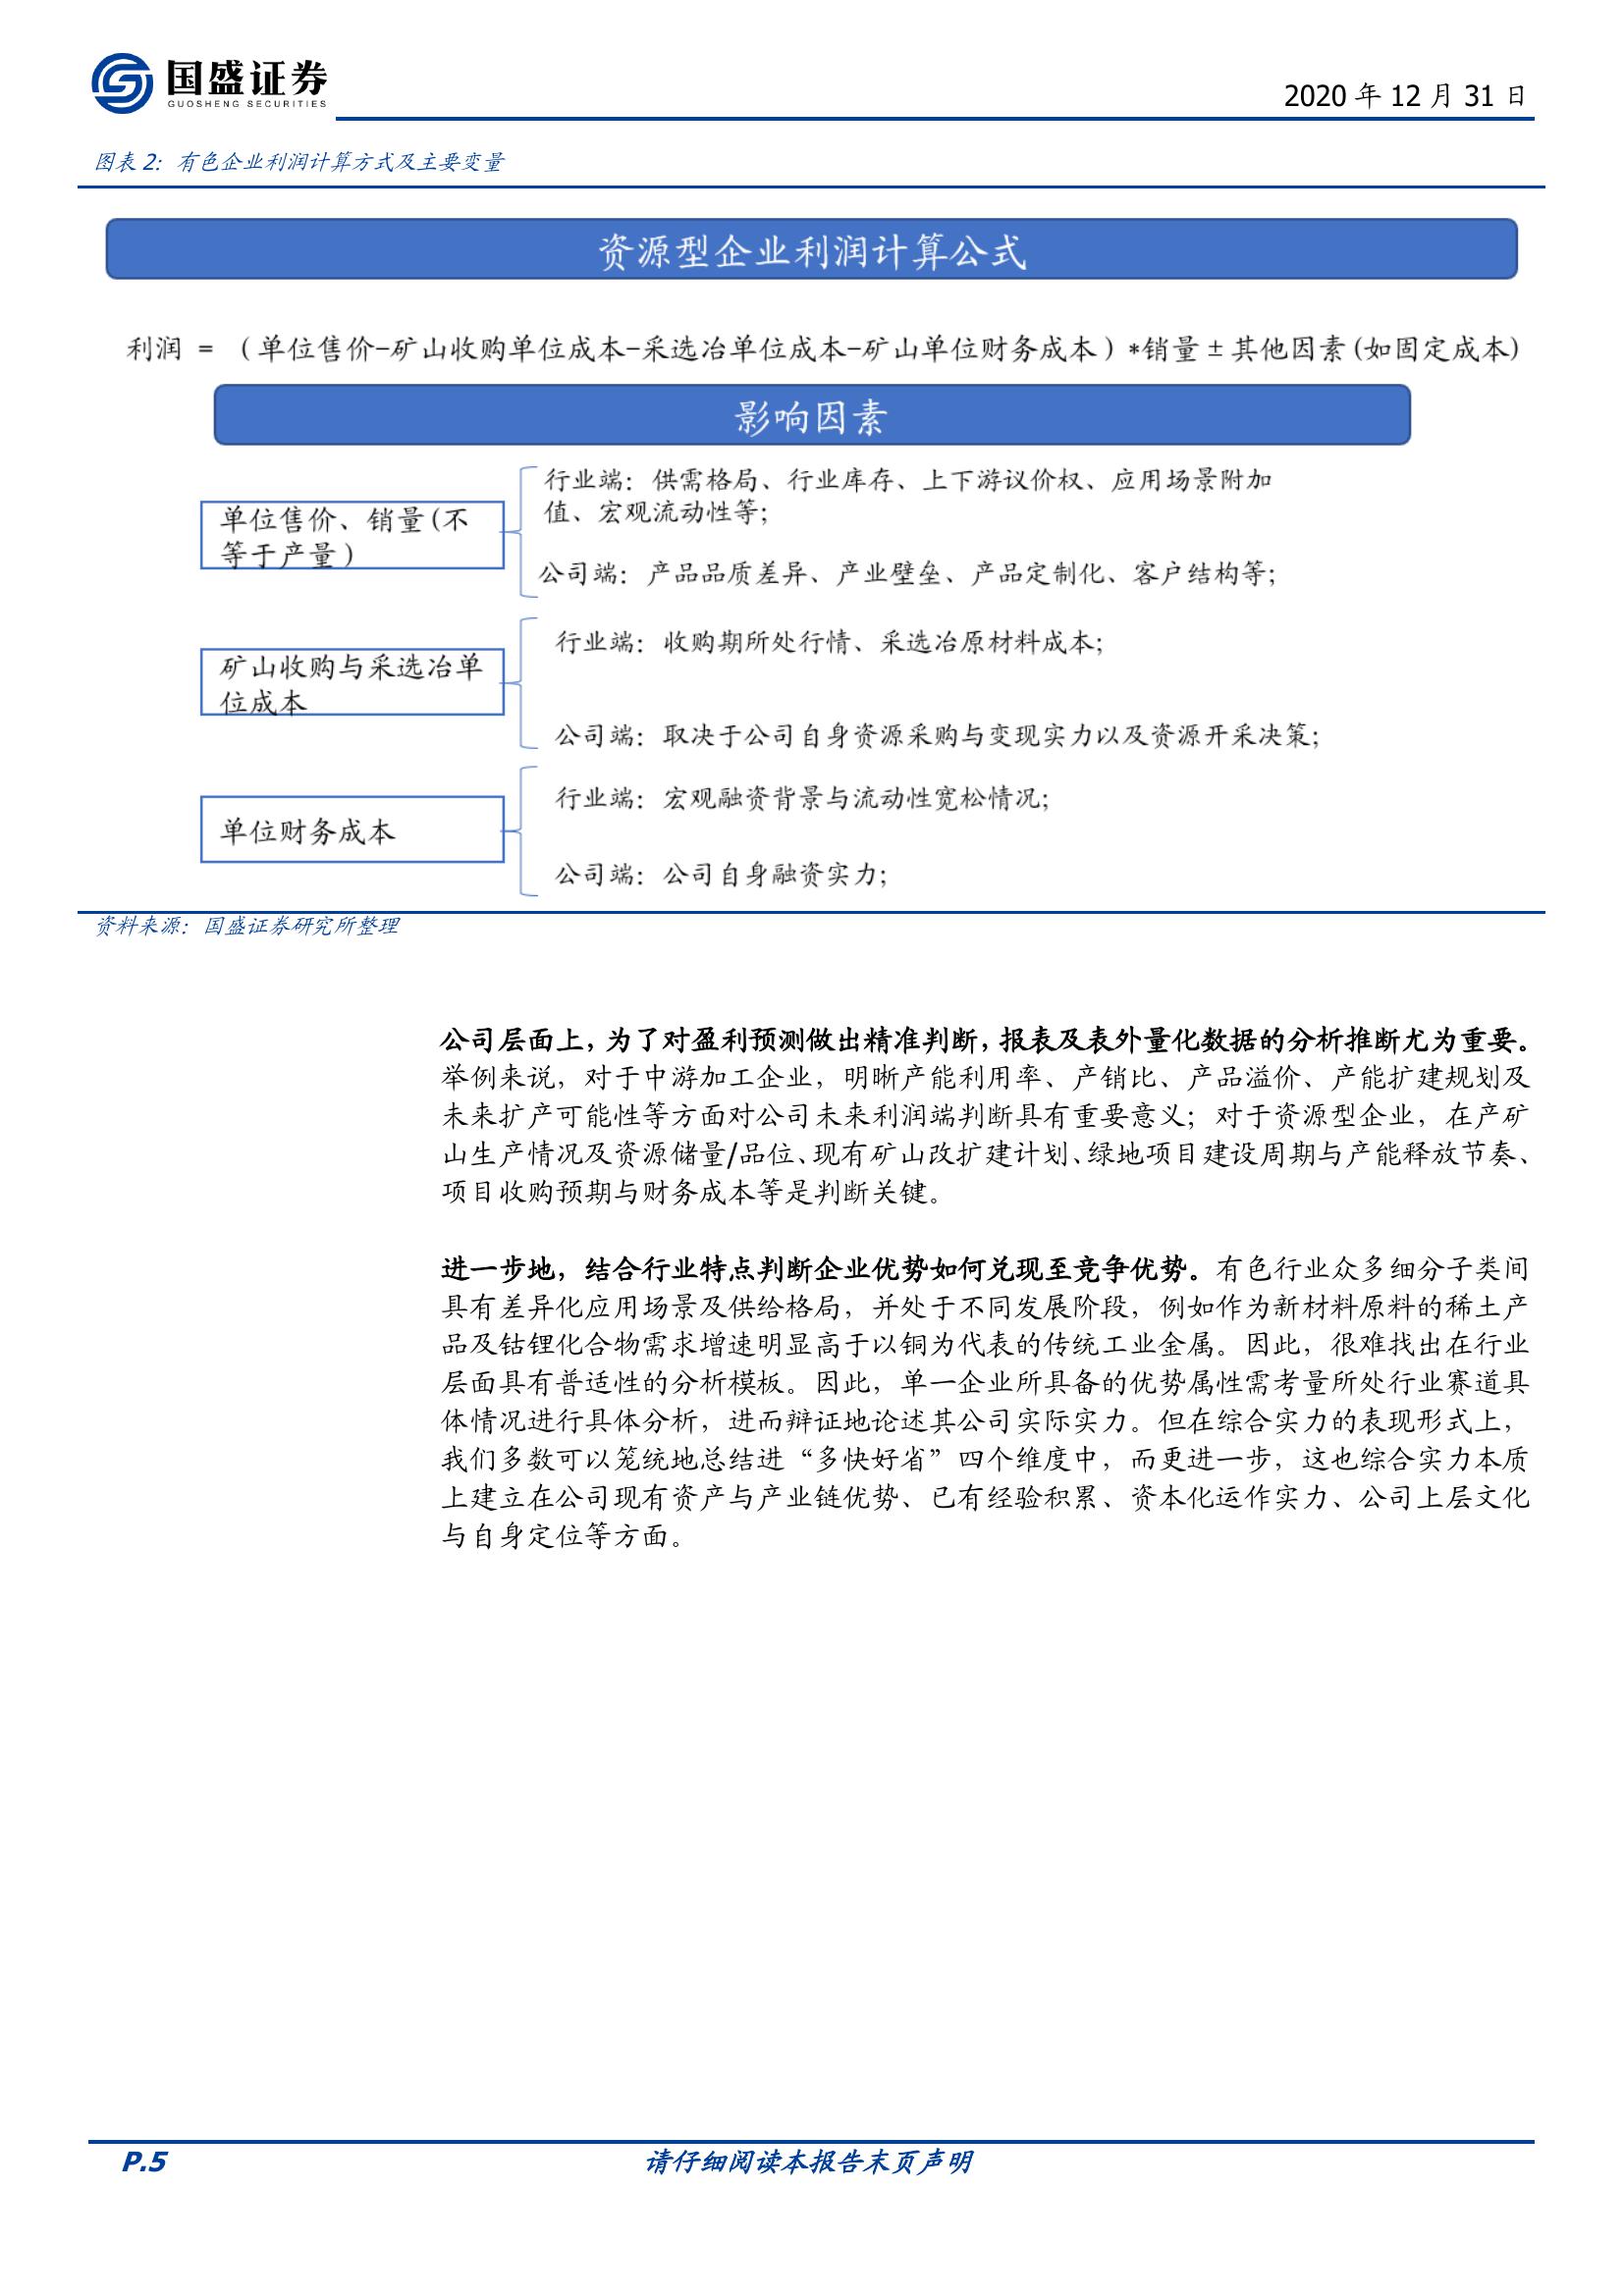 国盛证券
GUOSHENG SECURITIES
2020 年 12 月 31 日
图表 2：有色企业利润计算方式及主要变量
资源型企业利润计算公式
利润 = （单位售价-矿山收购单位成本-采选冶单位成本-矿山单位财务成本）*销量 ± 其他因素(如固定成本)
影响因素
单位售价、销量(不
等于产量)
行业端：供需格局、行业库存、上下游议价权、应用场景附加
值、宏观流动性等；
公司端：产品品质差异、产业壁垒、产品定制化、客户结构等；
矿山收购与采选冶单
位成本
行业端：收购期所处行情、采选冶原材料成本；
公司端：取决于公司自身资源采购与变现实力以及资源开采决策；
单位财务成本
行业端：宏观融资背景与流动性宽松情况；
公司端：公司自身融资实力；
资料来源：国盛证券研究所整理
公司层面上，为了对盈利预测做出精准判断，报表及表外量化数据的分析推断尤为重要。
举例来说，对于中游加工企业，明晰产能利用率、产销比、产品溢价、产能扩建规划及
未来扩产可能性等方面对公司未来利润端判断具有重要意义；对于资源型企业，在产矿
山生产情况及资源储量/品位、现有矿山改扩建计划、绿地项目建设周期与产能释放节奏、
项目收购预期与财务成本等是判断关键。
进一步地，结合行业特点判断企业优势如何兑现至竞争优势。有色行业众多细分子类间
具有差异化应用场景及供给格局，并处于不同发展阶段，例如作为新材料原料的稀土产
品及钴锂化合物需求增速明显高于以铜为代表的传统工业金属。因此，很难找出在行业
层面具有普适性的分析模板。因此，单一企业所具备的优势属性需考量所处行业赛道具
体情况进行具体分析，进而辩证地论述其公司实际实力。但在综合实力的表现形式上，
我们多数可以笼统地总结进“多快好省”四个维度中，而更进一步，这也综合实力本质
上建立在公司现有资产与产业链优势、已有经验积累、资本化运作实力、公司上层文化
与自身定位等方面。
P.5
请仔细阅读本报告末页声明